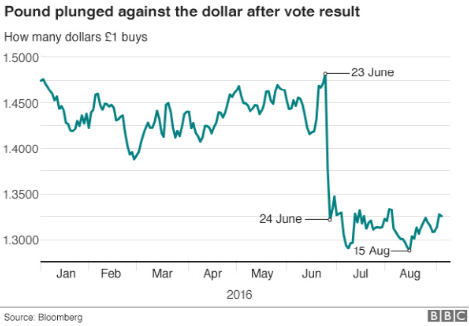 Pound plunged against the dollar after vote result
How many dollars £1 buys
1.5000
23 June
1.4500
1.4000
1.3500
24 June
1.3000
15 Aug
Jan Feb Mar Apr May Jun Jul Aug
2016
Source: Bloomberg
BBC